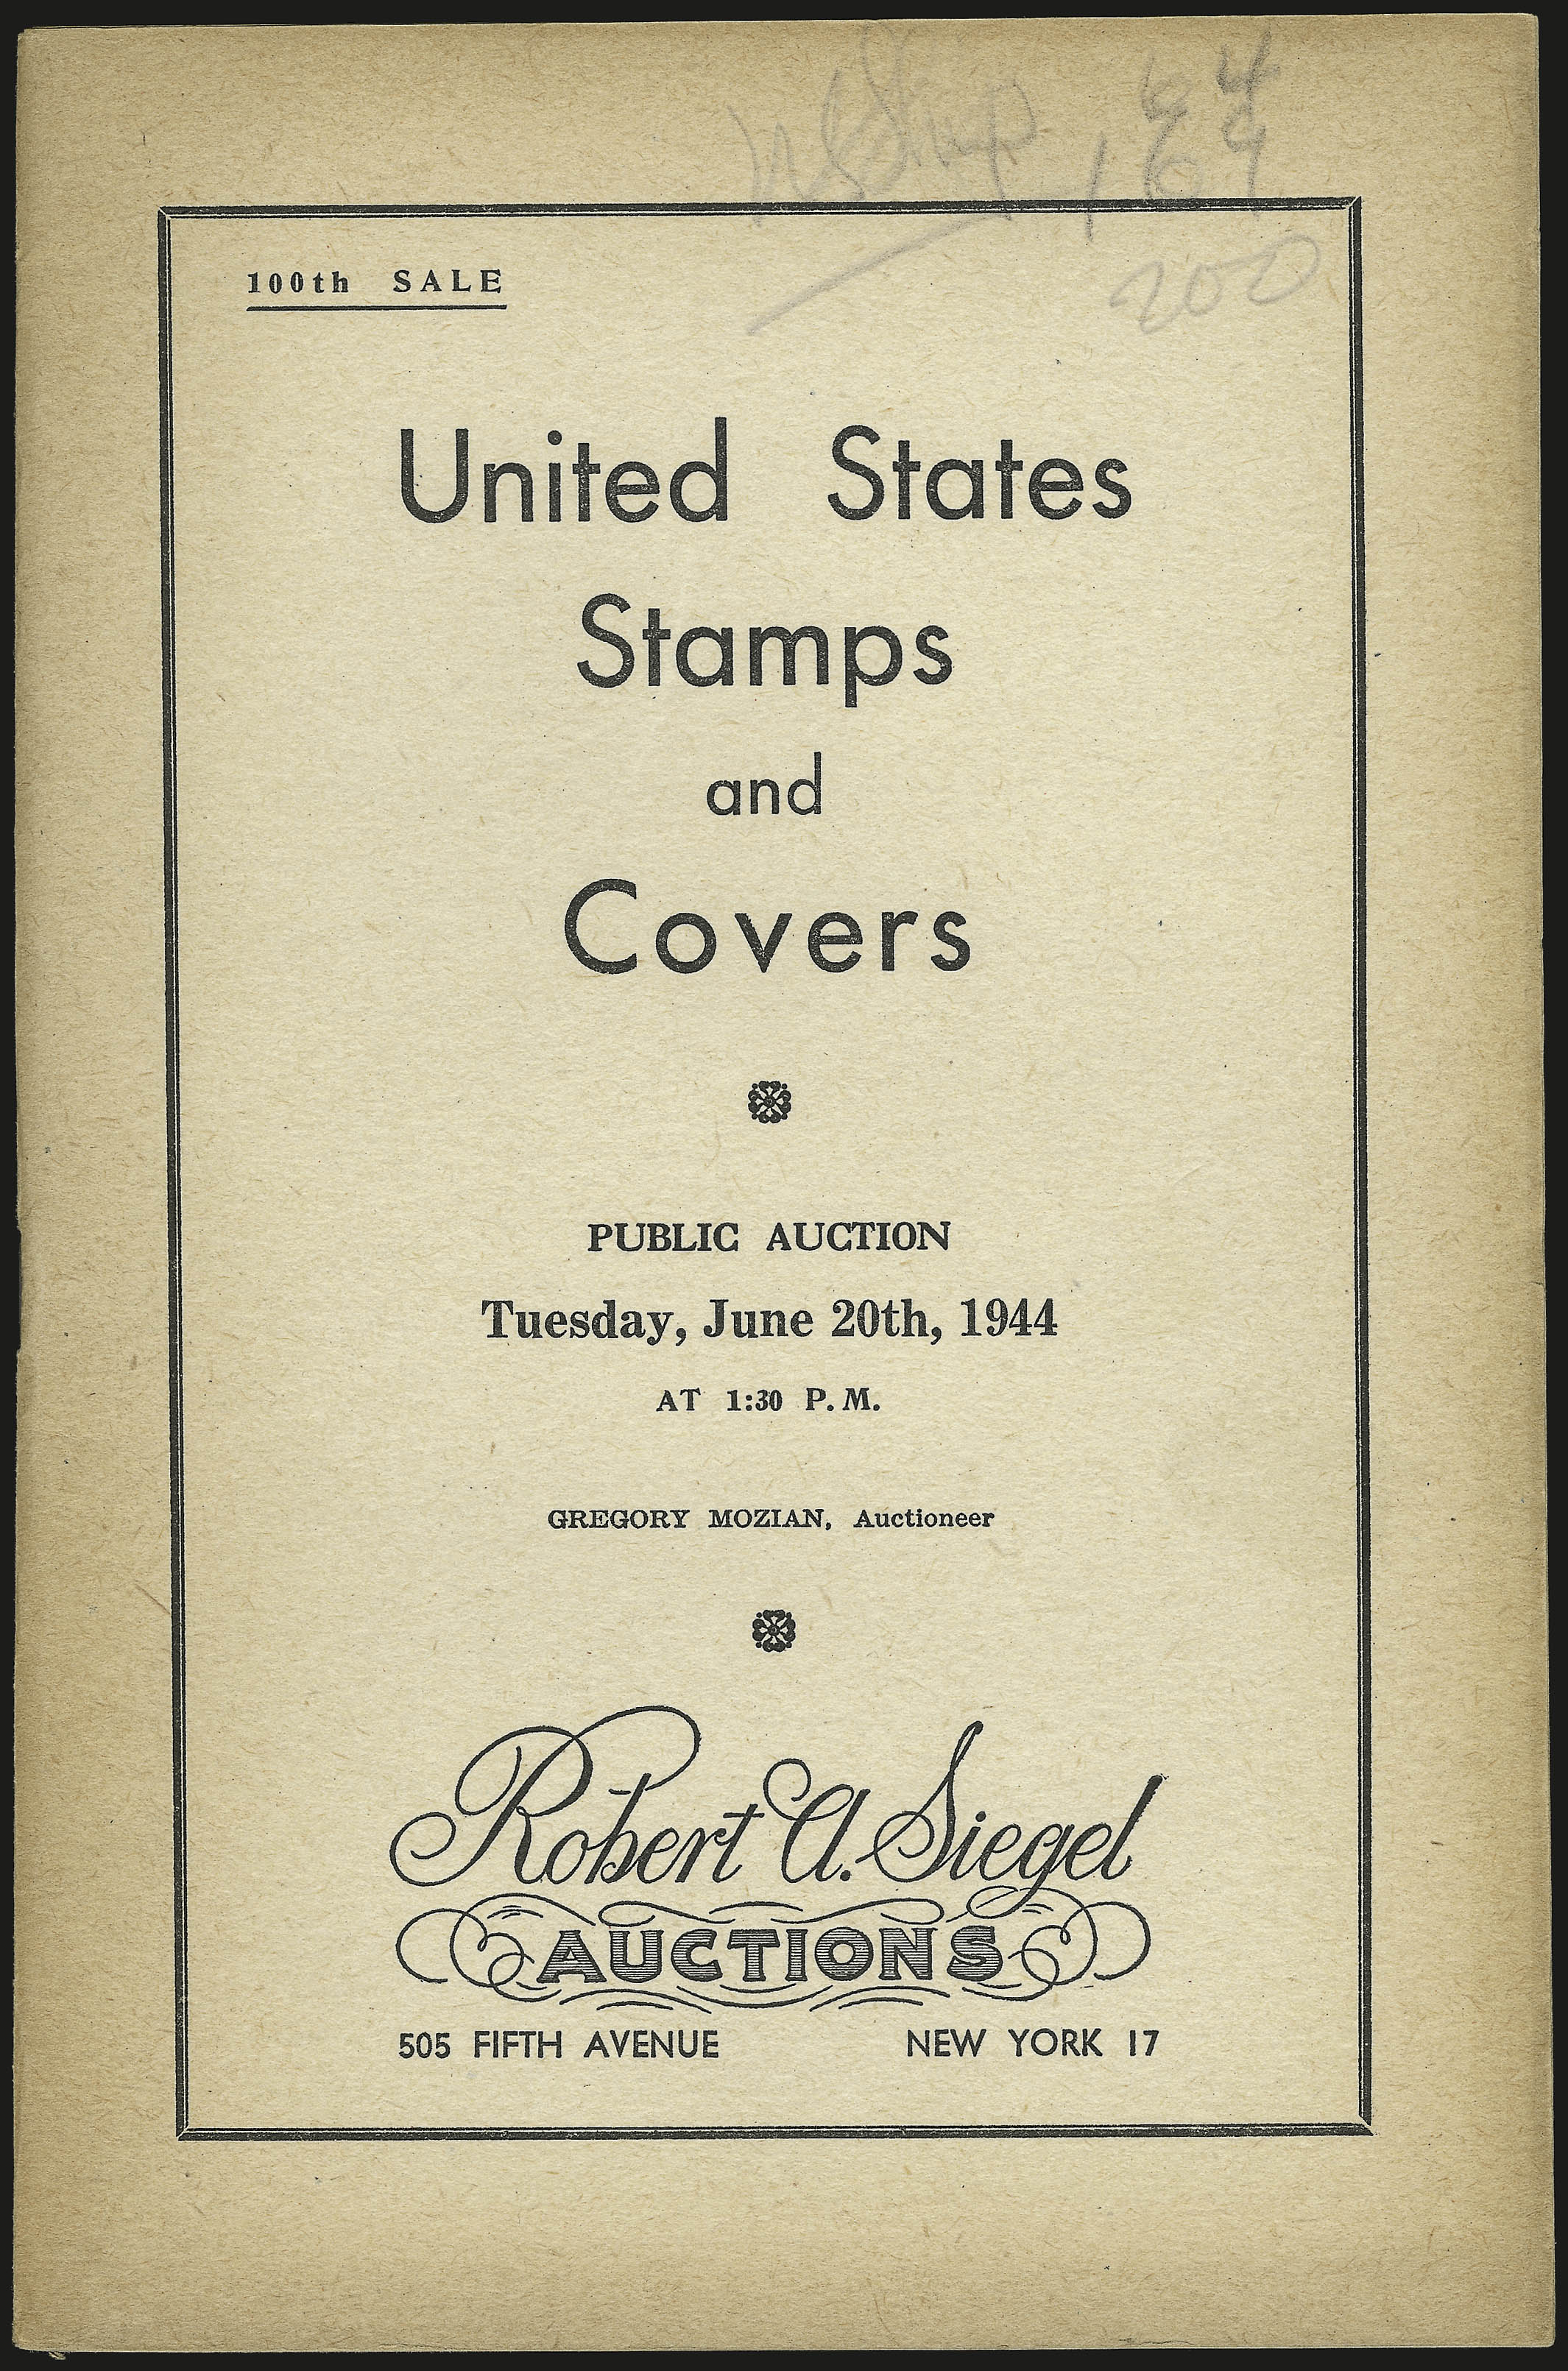 200
100th SALE
United States
Stamps
and
Covers
PUBLIC AUCTION
Tuesday, June 20th, 1944
AT 1:30 P. M.
GREGORY MOZIAN, Auctioneer
Robert A. Siegel
AUCTIONS
505 FIFTH AVENUE NEW YORK 17